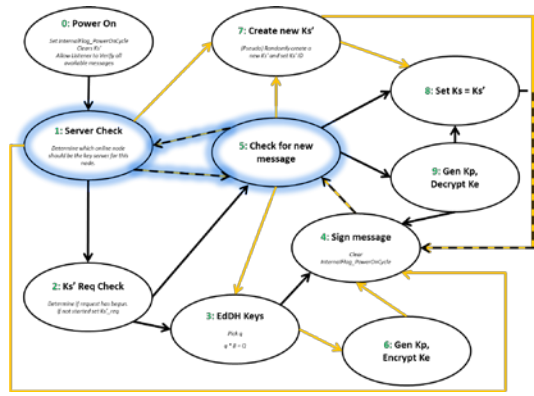 0: Power On
Set InternalFlag_PowerOnCycle
Clears Ks'
Allow Listener to Verify all
available messages
7: Create new Ks'
(Pseudo) Randomly create a
new Ks' and set Ks' ID
8: Set Ks = Ks'
1: Server Check
Determine which online node
should be the key server for this
node.
5: Check for new
message
9: Gen Kp,
Decrypt Ke
4: Sign message
Clear
InternalFlag_PowerOnCycle
2: Ks' Req Check
Determine if request has begun.
If not started set Ks'_req
3: EdDH Keys
Pick q
6: Gen Kp,
Encrypt Ke